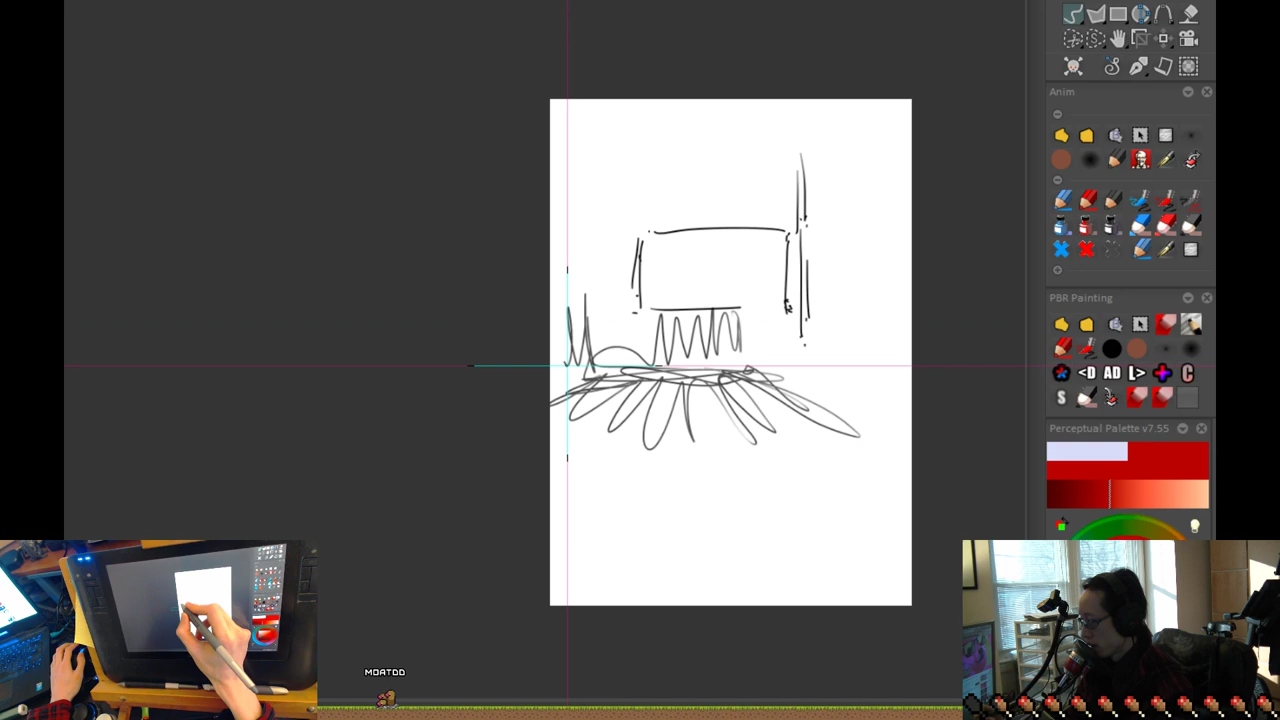 Anim
PBR Painting
<D AD L> C
S
Perceptual Palette v7.55
MOATDD